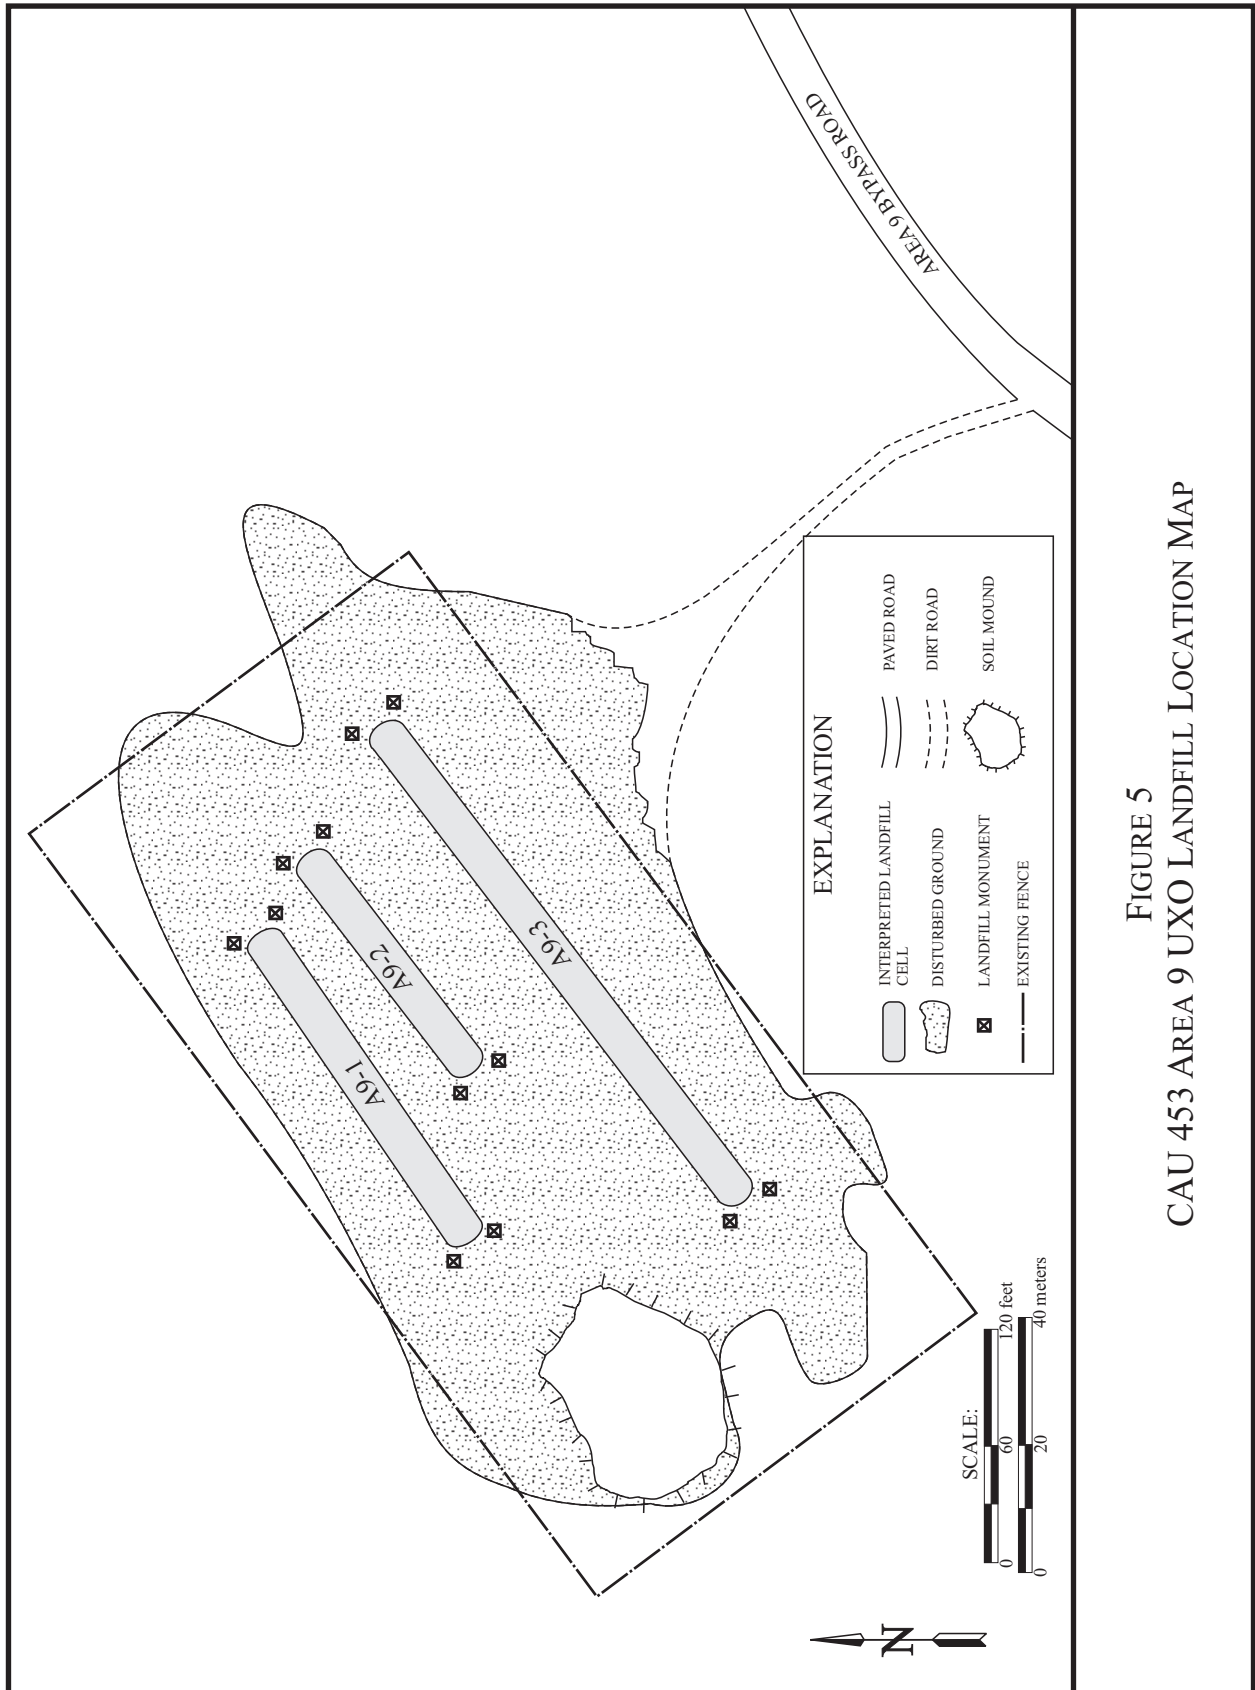 AREA 9 BYPASS ROAD
A9-1
A9-2
A9-3
EXPLANATION
INTERPRETED LANDFILL
CELL
DISTURBED GROUND
LANDFILL MONUMENT
EXISTING FENCE
PAVED ROAD
DIRT ROAD
SOIL MOUND
SCALE:
0 60 120 feet
0 20 40 meters
N
FIGURE 5
CAU 453 AREA 9 UXO LANDFILL LOCATION MAP